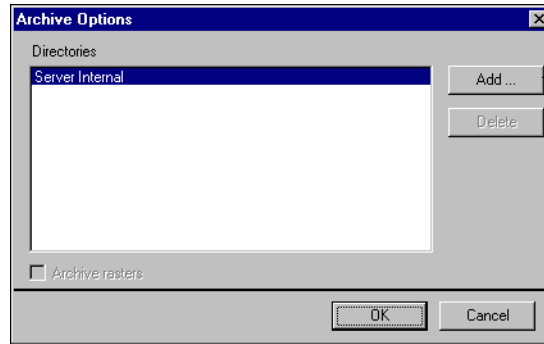 Archive Options
Directories
Server Internal
Add ...
Delete
Archive rasters
OK
Cancel